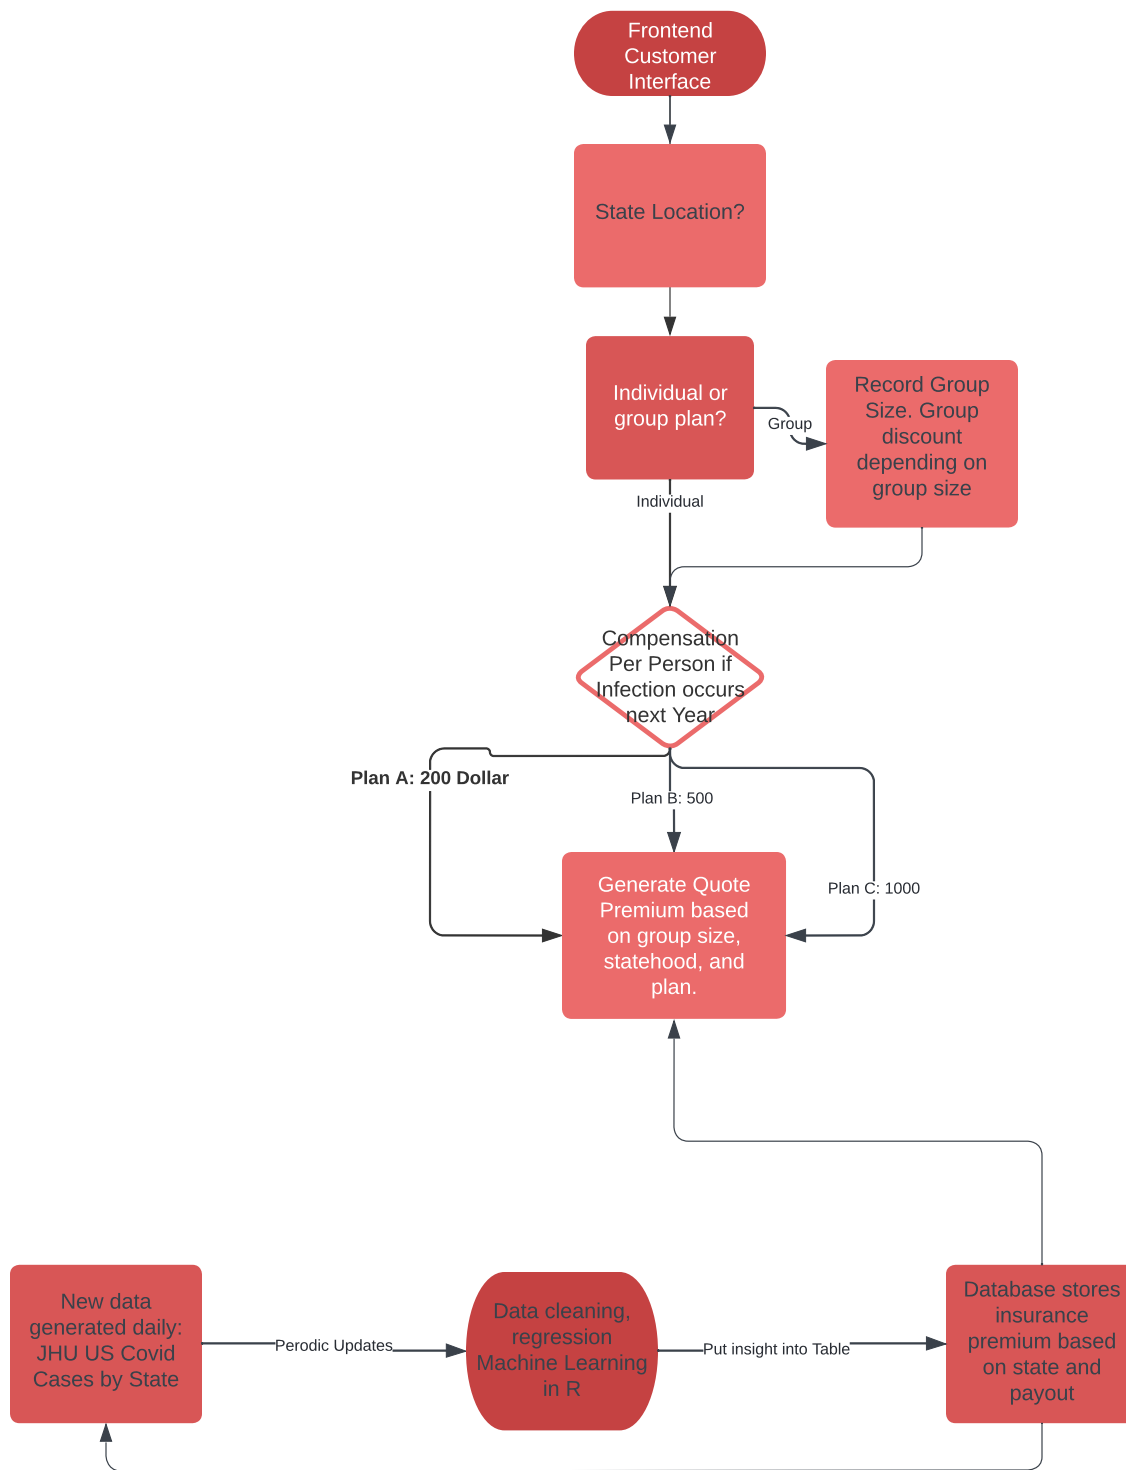 Frontend
Customer
Interface
State Location?
Individual or
group plan?
Group
Record Group
Size. Group
discount
depending on
group size
Individual
Compensation
Per Person if
Infection occurs
next Year
Plan A: 200 Dollar
Plan B: 500
Plan C: 1000
Generate Quote
Premium based
on group size,
statehood, and
plan.
New data
generated daily:
JHU US Covid
Cases by State
Perodic Updates
Data cleaning,
regression
Machine Learning
in R
Put insight into Table
Database stores
insurance
premium based
on state and
payout